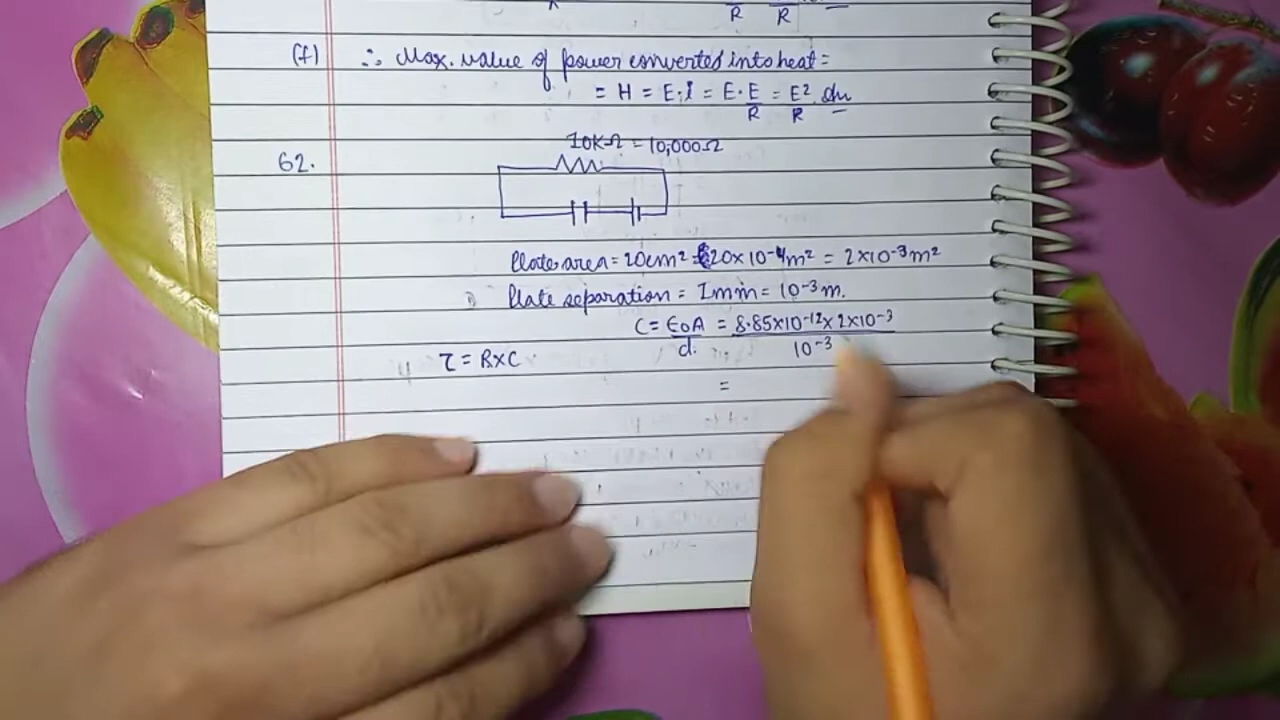 R R
(f) ∴ Max. value of power converted into heat =
= H = E·i = E·E/R = E²/R
10KΩ = 10,000Ω
62.
Plate area = 20cm² = 20×10⁻⁴m² = 2×10⁻³m²
Plate separation = 1mm = 10⁻³m.
C = ε₀A/d. = 8.85×10⁻¹²×2×10⁻³/10⁻³
τ = R×C
=